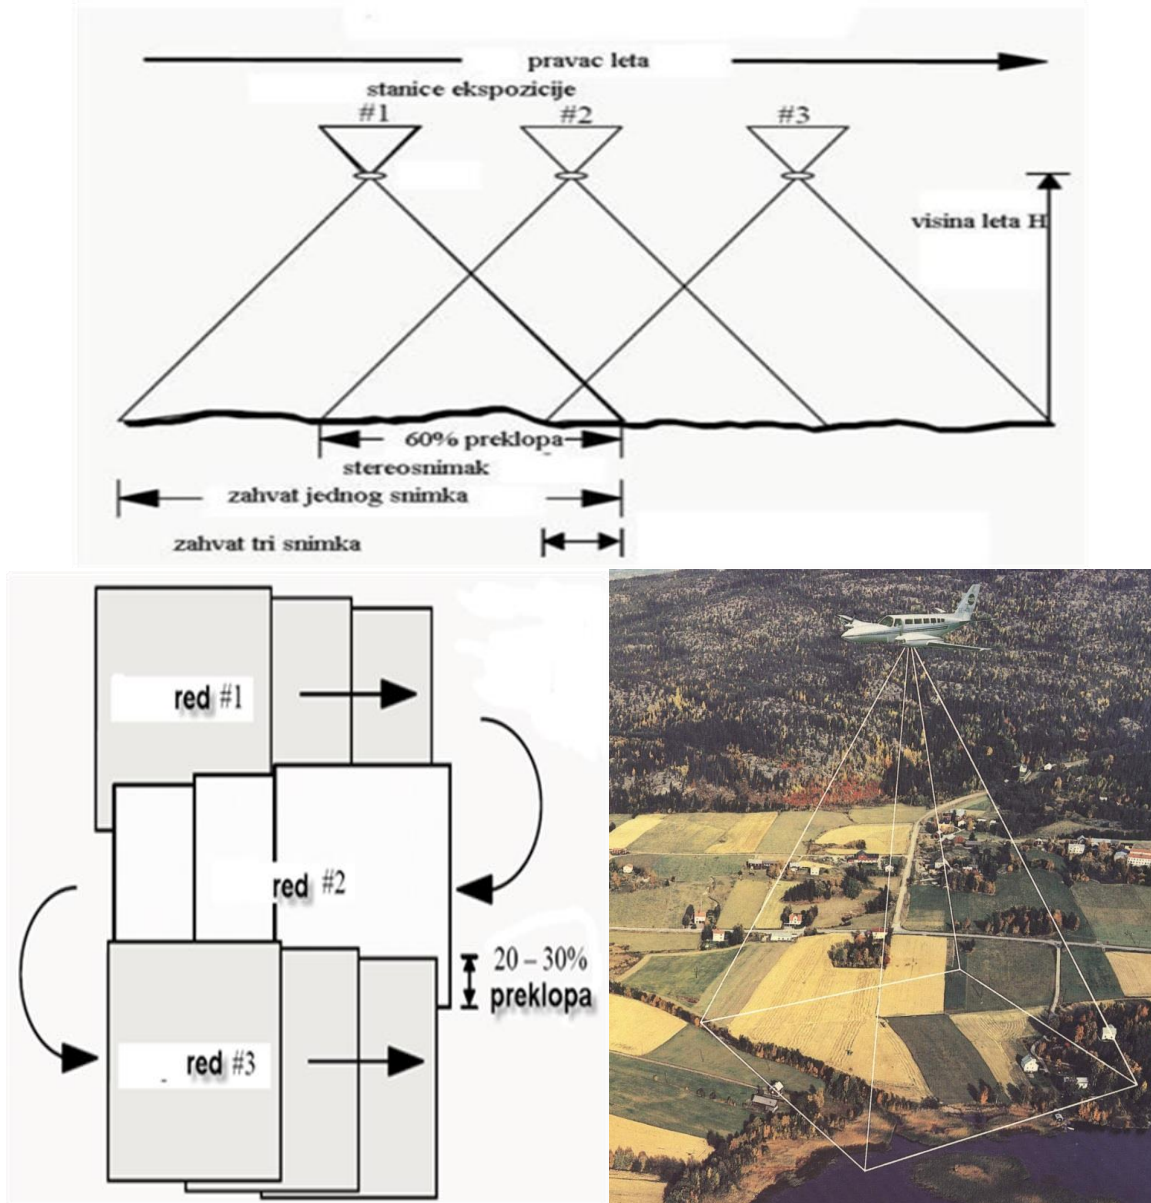 pravac leta
stanice ekspozicije
#1
#2
#3
visina leta H
60% preklopa
stereosnimak
zahvat jednog snimka
zahvat tri snimka
red #1
red #2
20 – 30%
preklopa
red #3